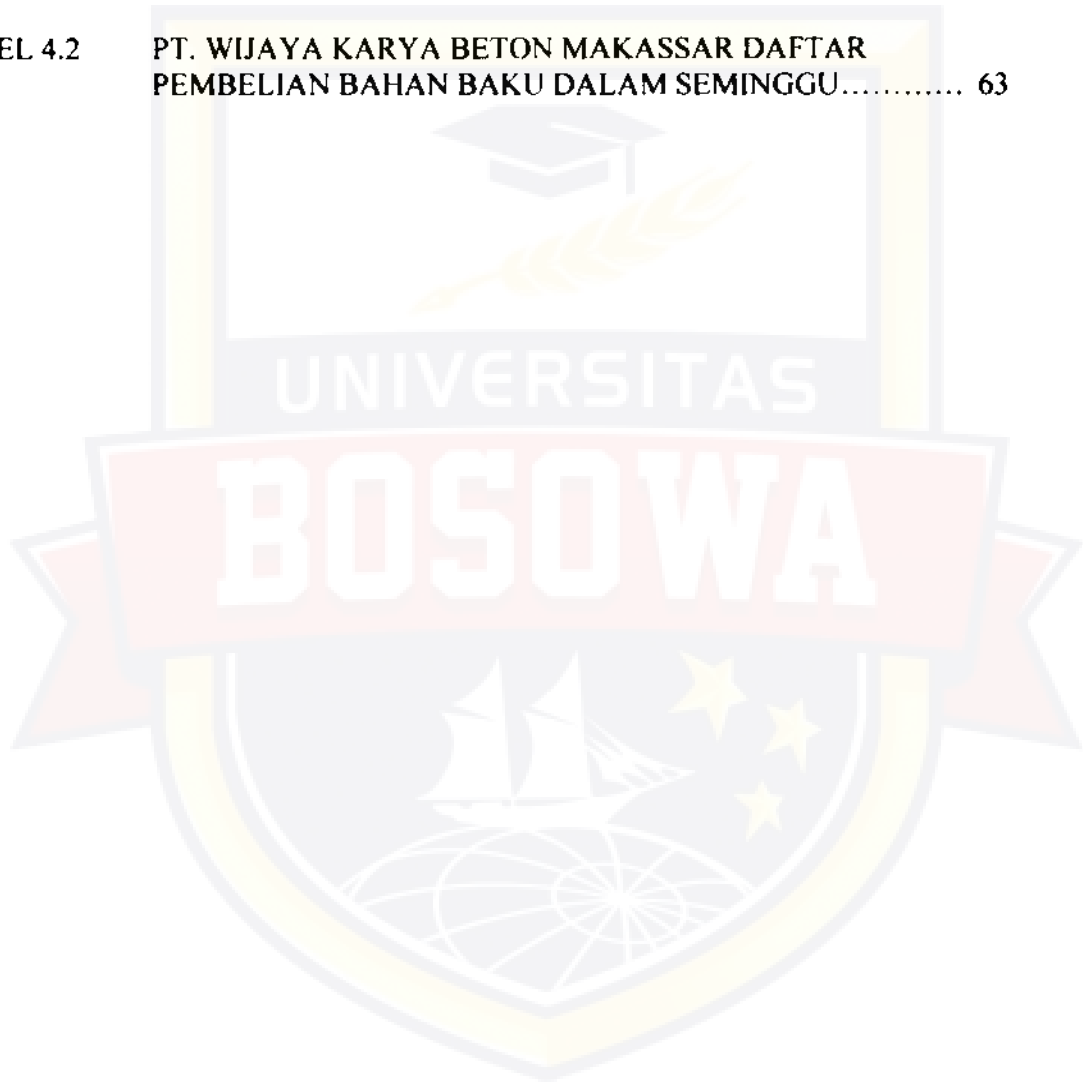 EL 4.2 PT. WIJAYA KARYA BETON MAKASSAR DAFTAR
PEMBELIAN BAHAN BAKU DALAM SEMINGGU............ 63
UNIVERSITAS
BOSOWA